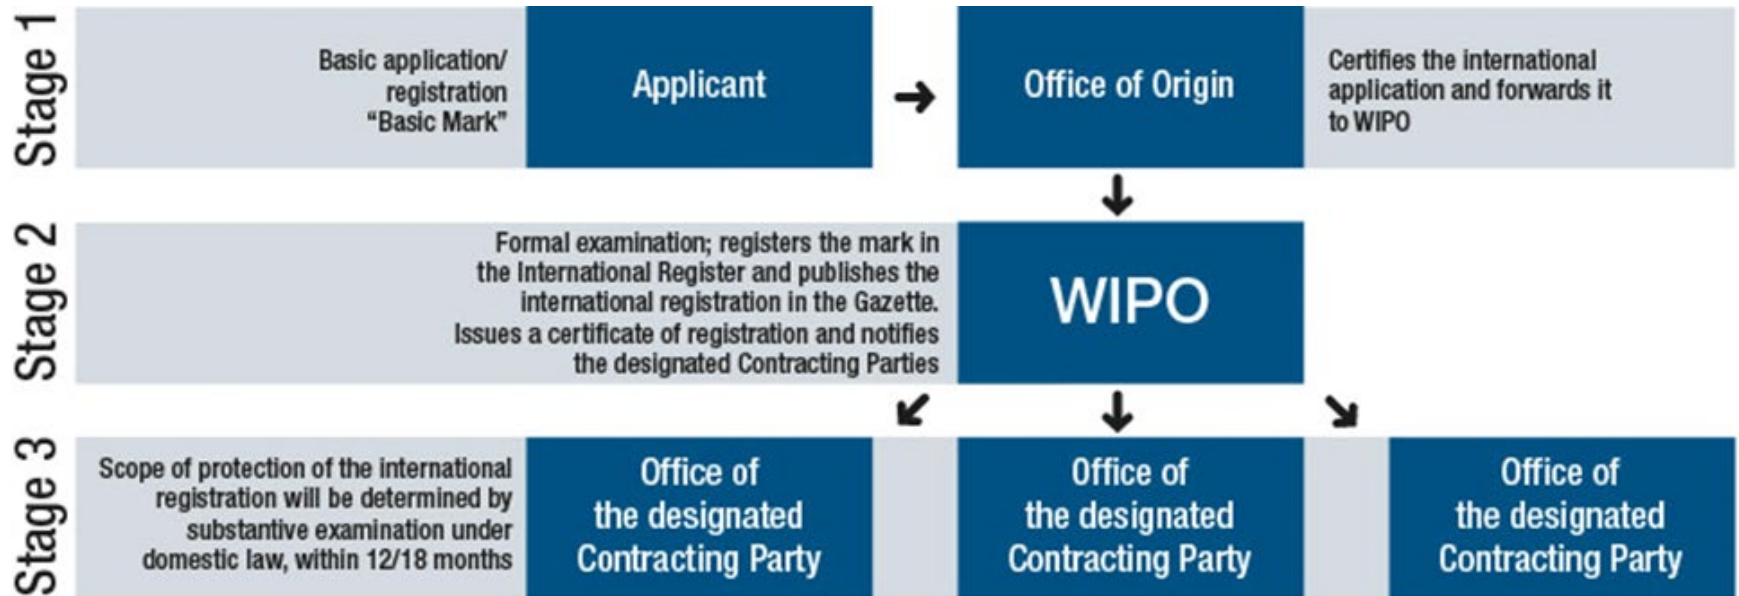 Stage 1
Basic application/
registration
“Basic Mark”
Applicant
Office of Origin
Certifies the international
application and forwards it
to WIPO
Stage 2
Formal examination; registers the mark in
the International Register and publishes the
international registration in the Gazette.
Issues a certificate of registration and notifies
the designated Contracting Parties
WIPO
Stage 3
Scope of protection of the international
registration will be determined by
substantive examination under
domestic law, within 12/18 months
Office of
the designated
Contracting Party
Office of
the designated
Contracting Party
Office of
the designated
Contracting Party